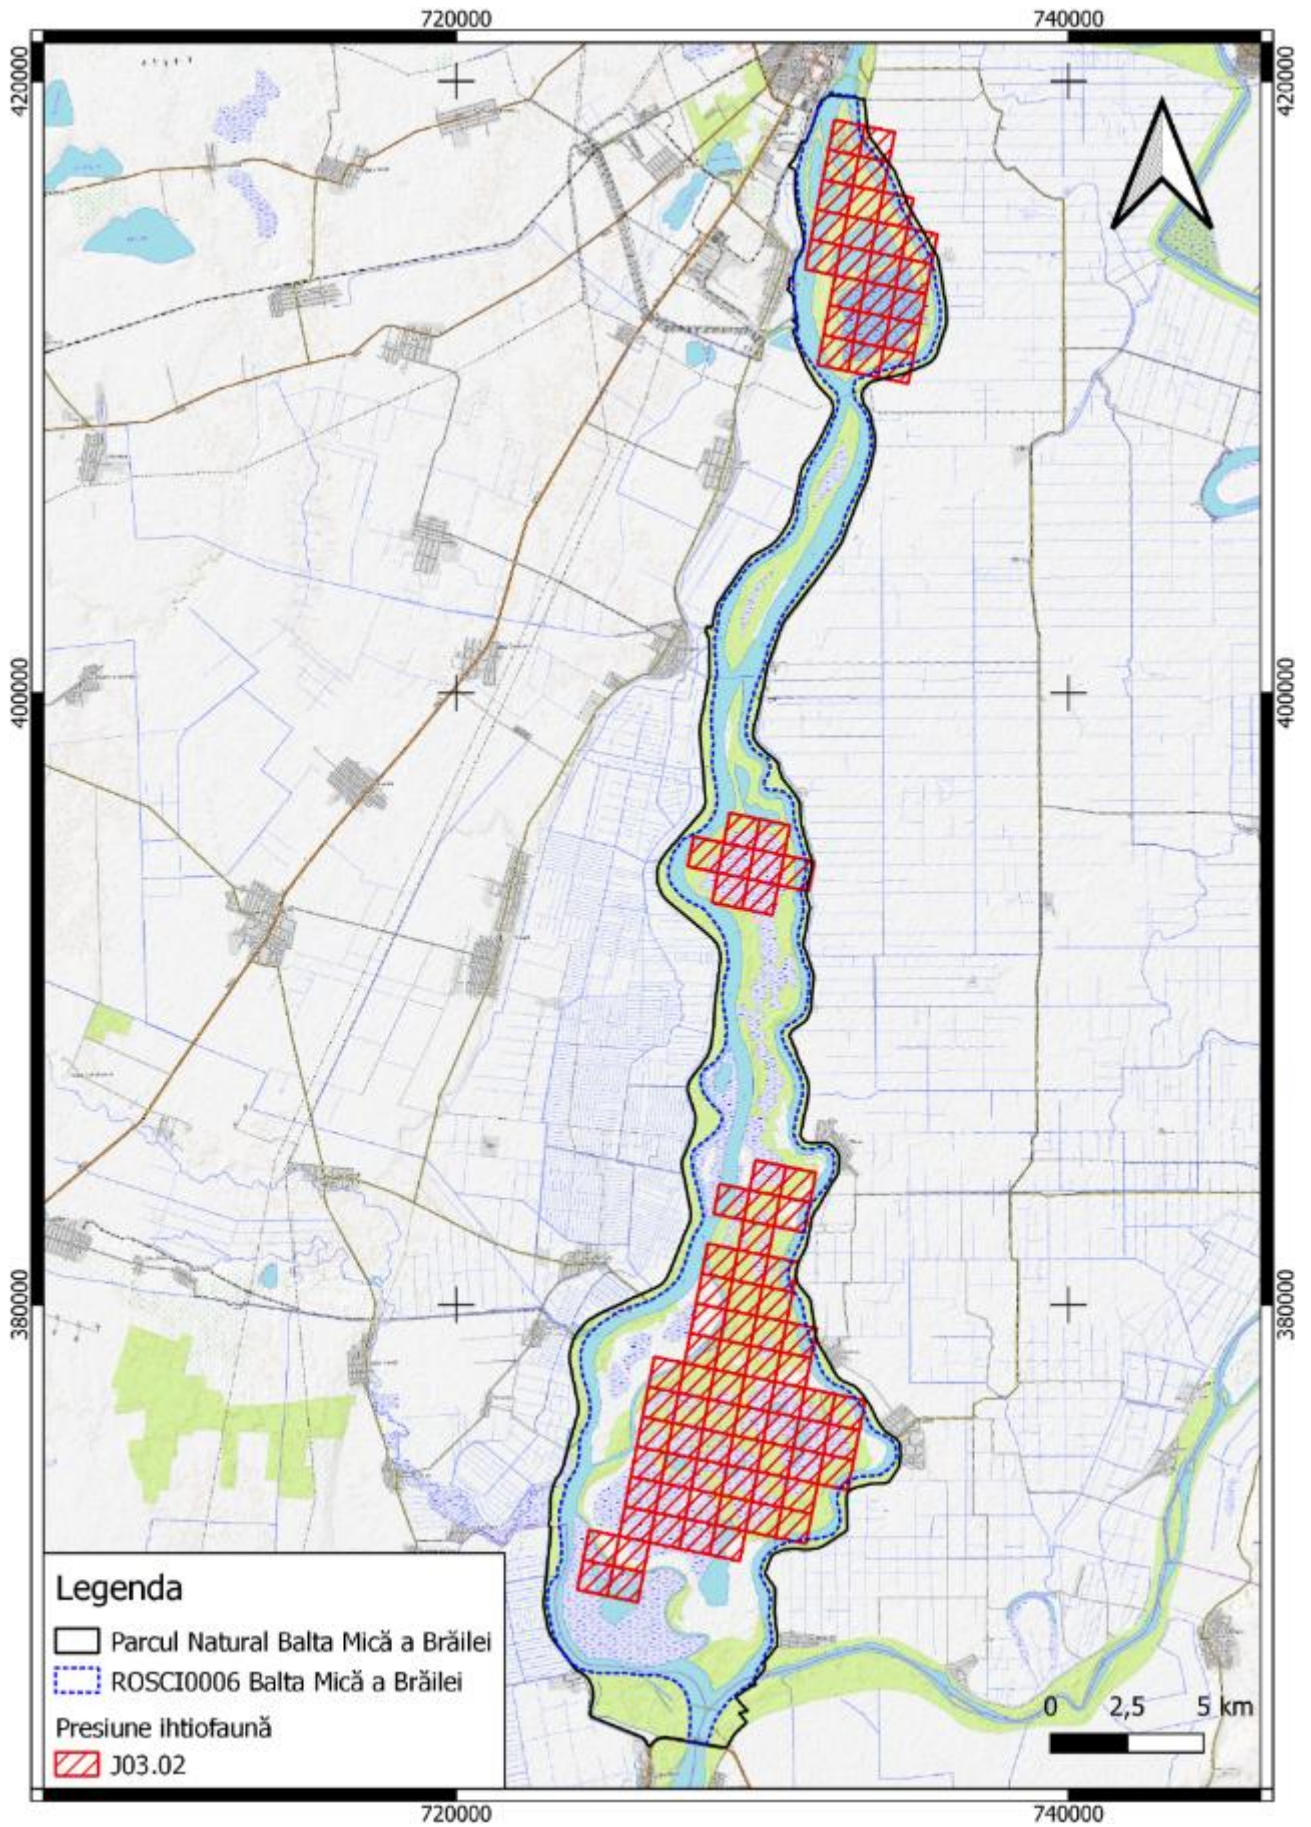 720000
740000
420000
420000
400000
400000
380000
380000
Legenda
Parcul Natural Balta Mică a Brăilei
ROSCI0006 Balta Mică a Brăilei
Presiune ihtiofaună
J03.02
0 2,5 5 km
720000
740000